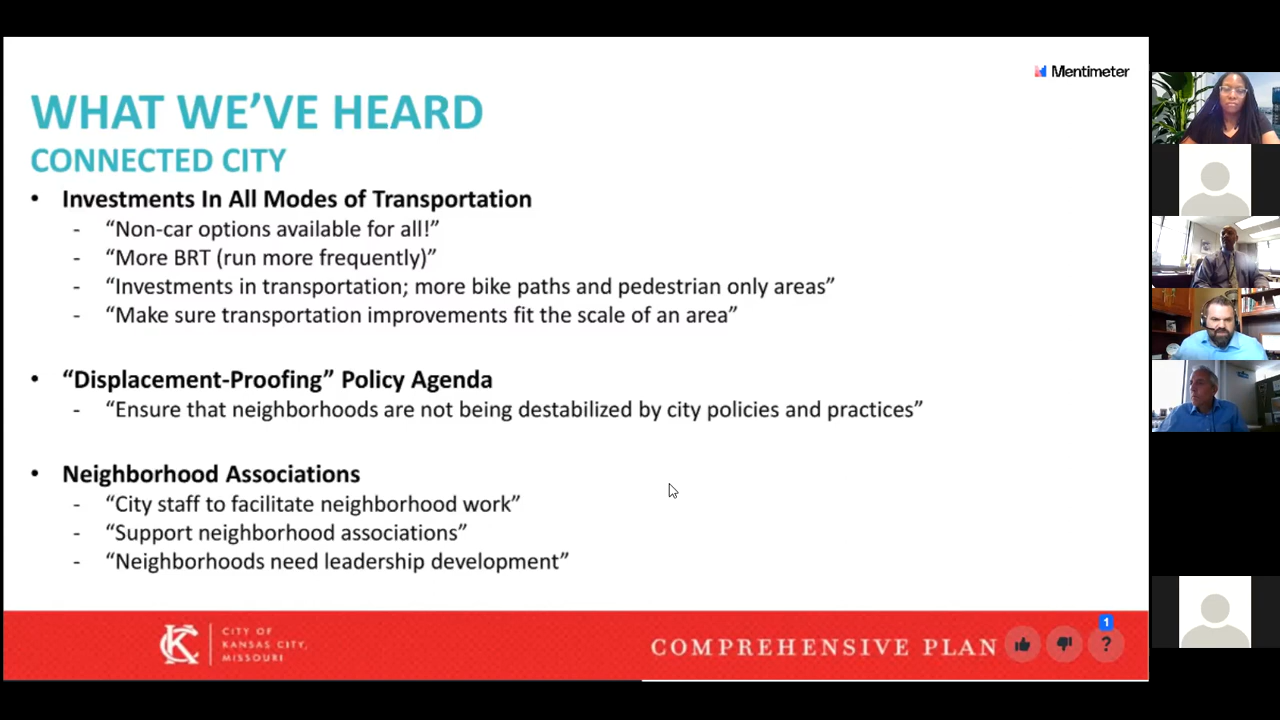 Mentimeter
WHAT WE’VE HEARD
CONNECTED CITY
• Investments In All Modes of Transportation
- “Non-car options available for all!”
- “More BRT (run more frequently)”
- “Investments in transportation; more bike paths and pedestrian only areas”
- “Make sure transportation improvements fit the scale of an area”
• “Displacement-Proofing” Policy Agenda
- “Ensure that neighborhoods are not being destabilized by city policies and practices”
• Neighborhood Associations
- “City staff to facilitate neighborhood work”
- “Support neighborhood associations”
- “Neighborhoods need leadership development”
KC
CITY OF
KANSAS CITY,
MISSOURI
COMPREHENSIVE PLAN
1
?